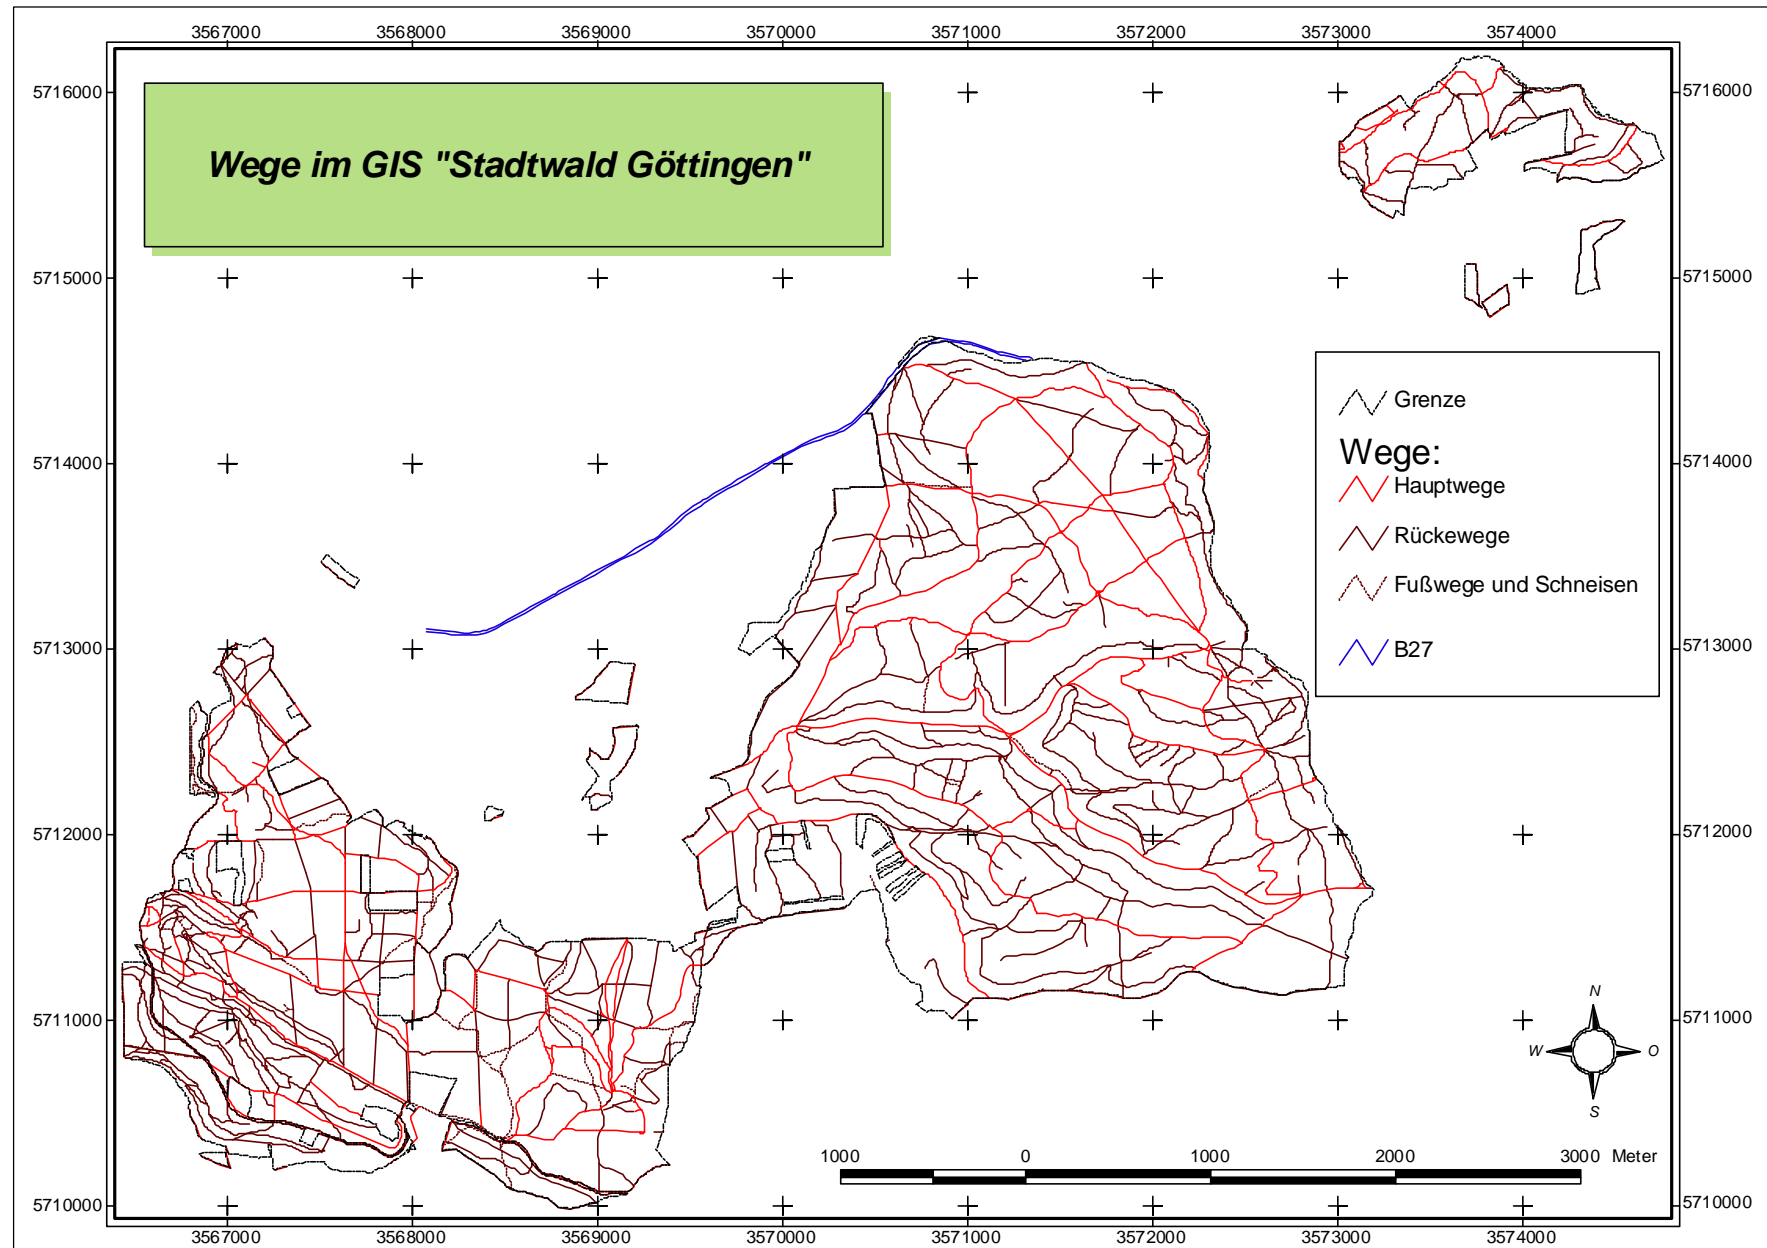 3567000 3568000 3569000 3570000 3571000 3572000 3573000 3574000
5716000 5716000
Wege im GIS "Stadtwald Göttingen"
5715000 5715000
Grenze
Wege:
5714000 5714000
Hauptwege
Rückewege
Fußwege und Schneisen
5713000 5713000
B27
5712000 5712000
N
5711000 5711000
W O
S
1000 0 1000 2000 3000 Meter
5710000 5710000
3567000 3568000 3569000 3570000 3571000 3572000 3573000 3574000